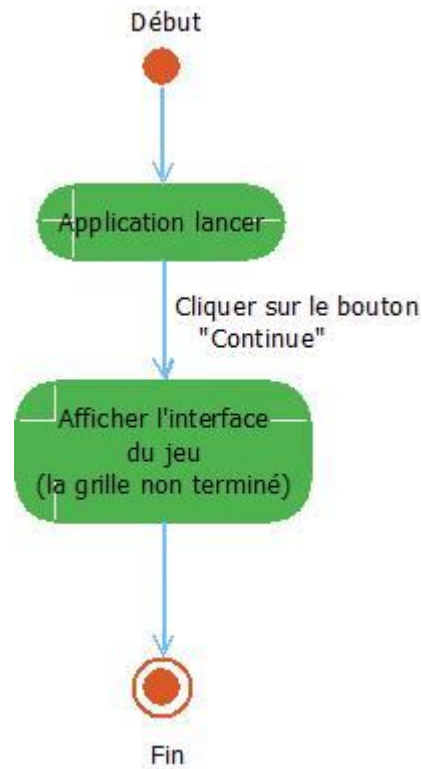 Début
Application lancer
Cliquer sur le bouton
"Continue"
Afficher l'interface
du jeu
(la grille non terminé)
Fin